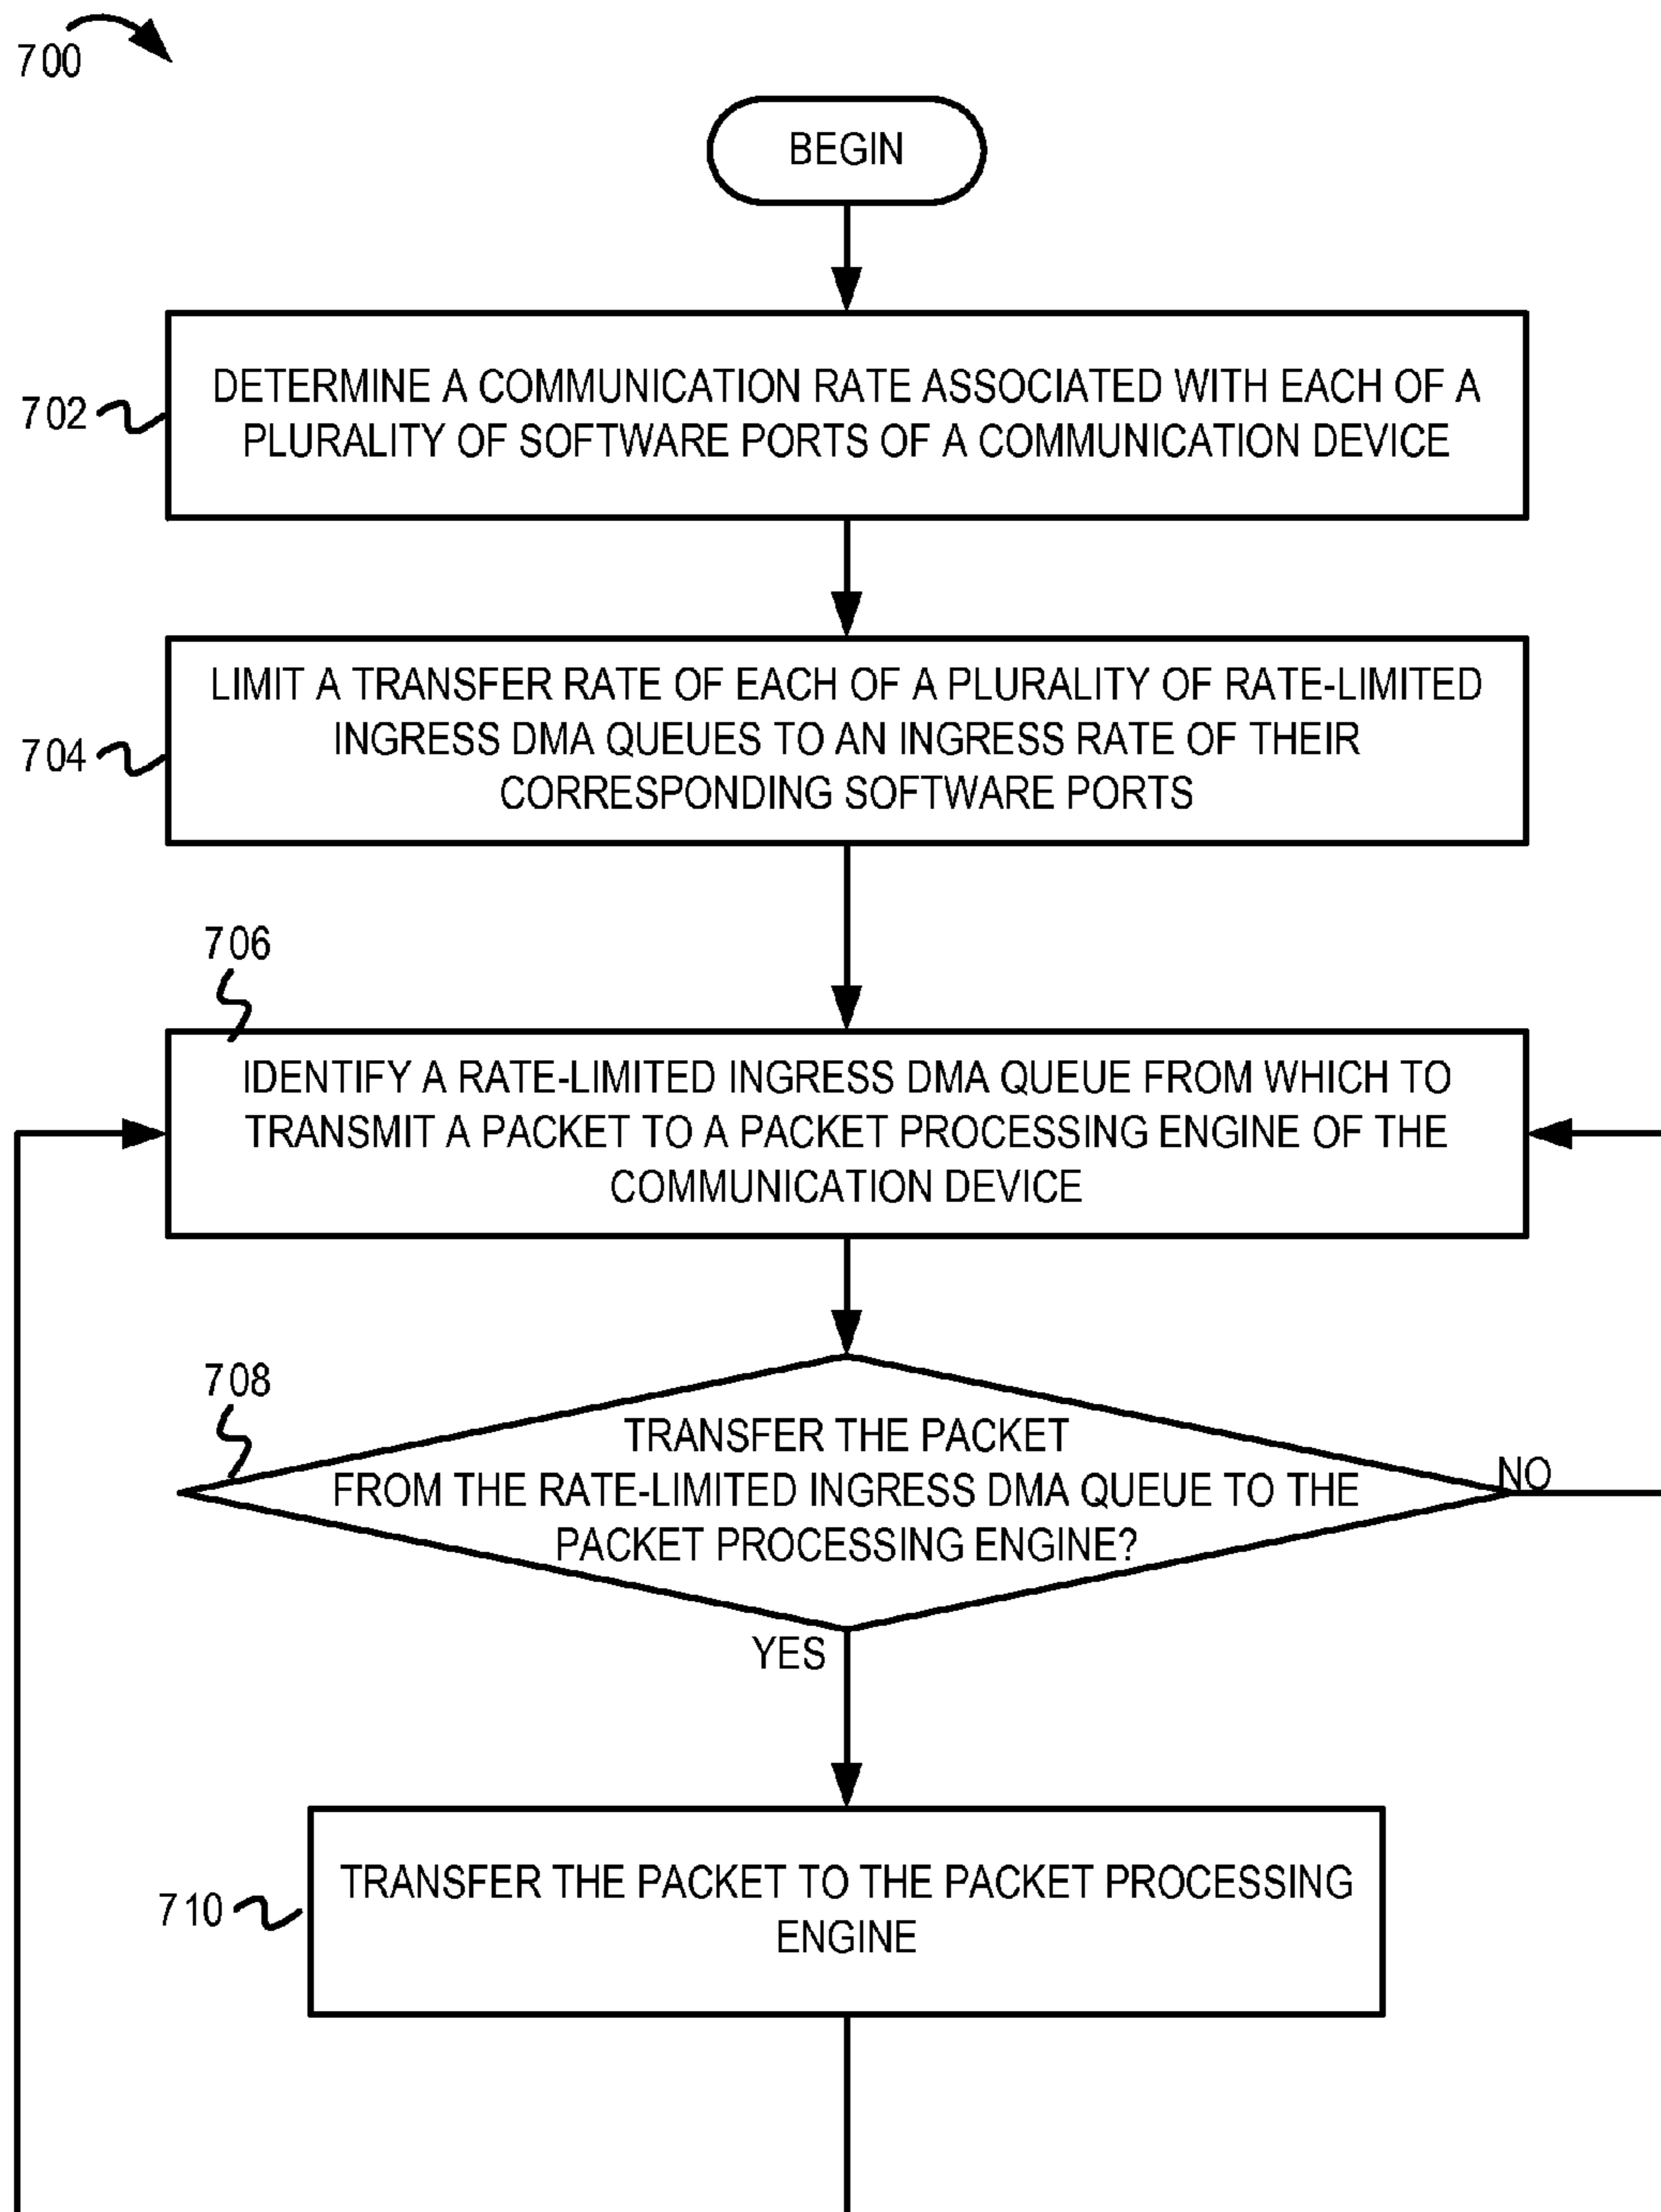 700
BEGIN
702
DETERMINE A COMMUNICATION RATE ASSOCIATED WITH EACH OF A
PLURALITY OF SOFTWARE PORTS OF A COMMUNICATION DEVICE
704
LIMIT A TRANSFER RATE OF EACH OF A PLURALITY OF RATE-LIMITED
INGRESS DMA QUEUES TO AN INGRESS RATE OF THEIR
CORRESPONDING SOFTWARE PORTS
706
IDENTIFY A RATE-LIMITED INGRESS DMA QUEUE FROM WHICH TO
TRANSMIT A PACKET TO A PACKET PROCESSING ENGINE OF THE
COMMUNICATION DEVICE
708
TRANSFER THE PACKET
FROM THE RATE-LIMITED INGRESS DMA QUEUE TO THE
PACKET PROCESSING ENGINE?
NO
YES
710
TRANSFER THE PACKET TO THE PACKET PROCESSING
ENGINE